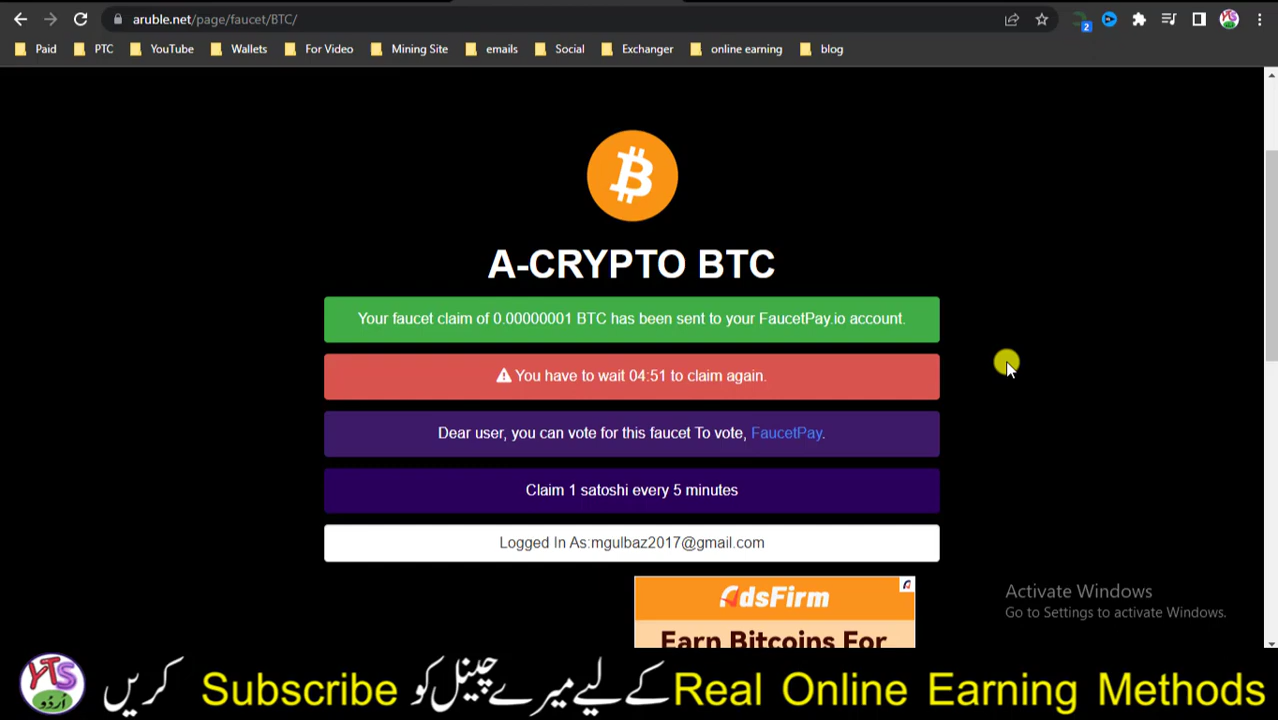 aruble.net/page/faucet/BTC/
2
Paid PTC YouTube Wallets For Video Mining Site emails Social Exchanger online earning blog
A-CRYPTO BTC
Your faucet claim of 0.00000001 BTC has been sent to your FaucetPay.io account.
You have to wait 04:51 to claim again.
Dear user, you can vote for this faucet To vote, FaucetPay.
Claim 1 satoshi every 5 minutes
Logged In As:mgulbaz2017@gmail.com
AdsFirm
Earn Bitcoins For
Activate Windows
Go to Settings to activate Windows.
YTS اردو
Real Online Earning Methods کے لیے میرے چینل کو Subscribe کریں